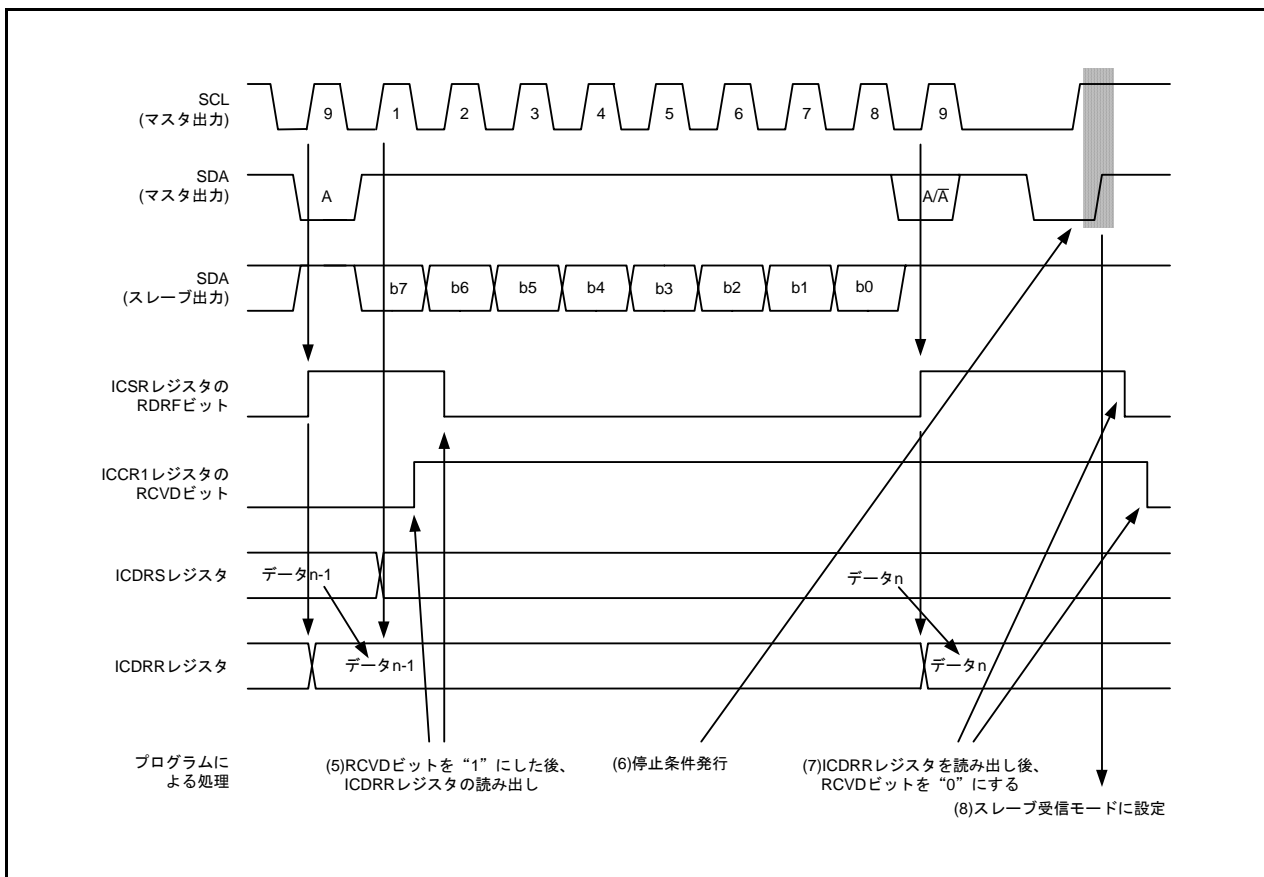 SCL
(マスタ出力)
9 1 2 3 4 5 6 7 8 9
SDA
(マスタ出力)
A A/A̅
SDA
(スレーブ出力)
b7 b6 b5 b4 b3 b2 b1 b0
ICSRレジスタの
RDRFビット
ICCR1レジスタの
RCVDビット
ICDRSレジスタ
データn-1 データn
ICDRRレジスタ
データn-1 データn
プログラムに
よる処理
(5)RCVDビットを“1”にした後、
ICDRRレジスタの読み出し
(6)停止条件発行
(7)ICDRRレジスタを読み出し後、
RCVDビットを“0”にする
(8)スレーブ受信モードに設定